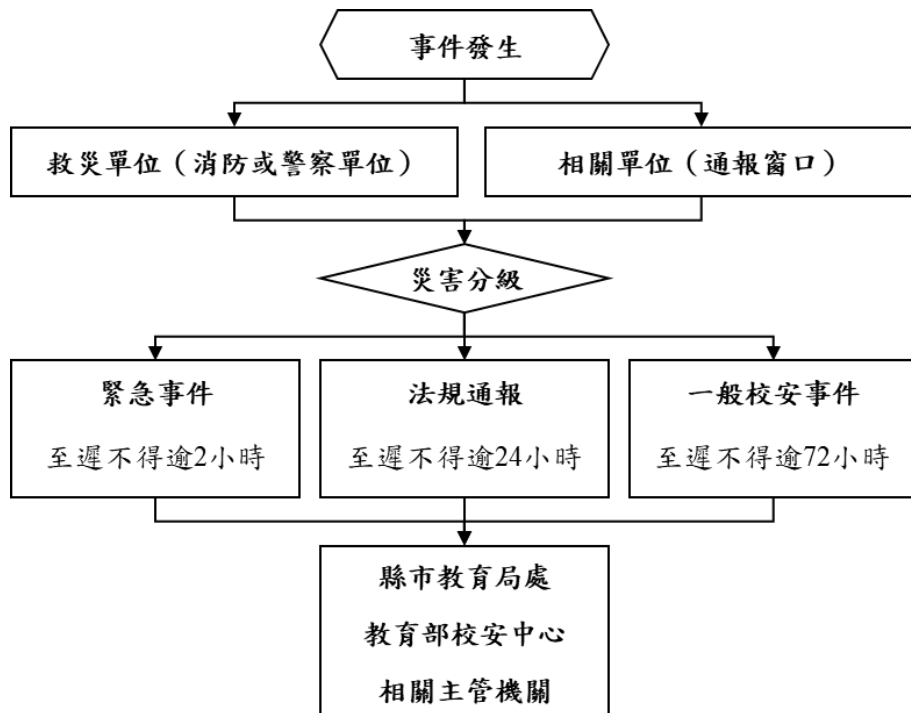 事件發生
救災單位（消防或警察單位）
相關單位（通報窗口）
災害分級
緊急事件
至遲不得逾2小時
法規通報
至遲不得逾24小時
一般校安事件
至遲不得逾72小時
縣市教育局處
教育部校安中心
相關主管機關